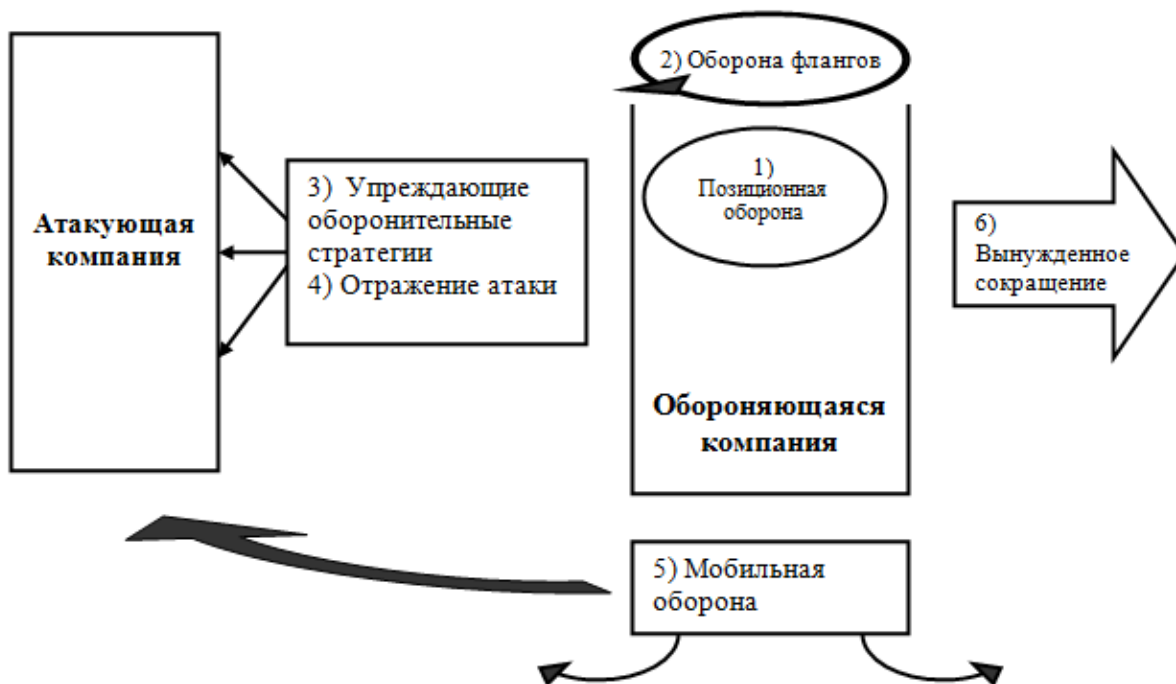 2) Оборона флангов
1)
Позиционная
оборона
Атакующая
компания
3) Упреждающие
оборонительные
стратегии
4) Отражение атаки
6)
Вынужденное
сокращение
Обороняющаяся
компания
5) Мобильная
оборона